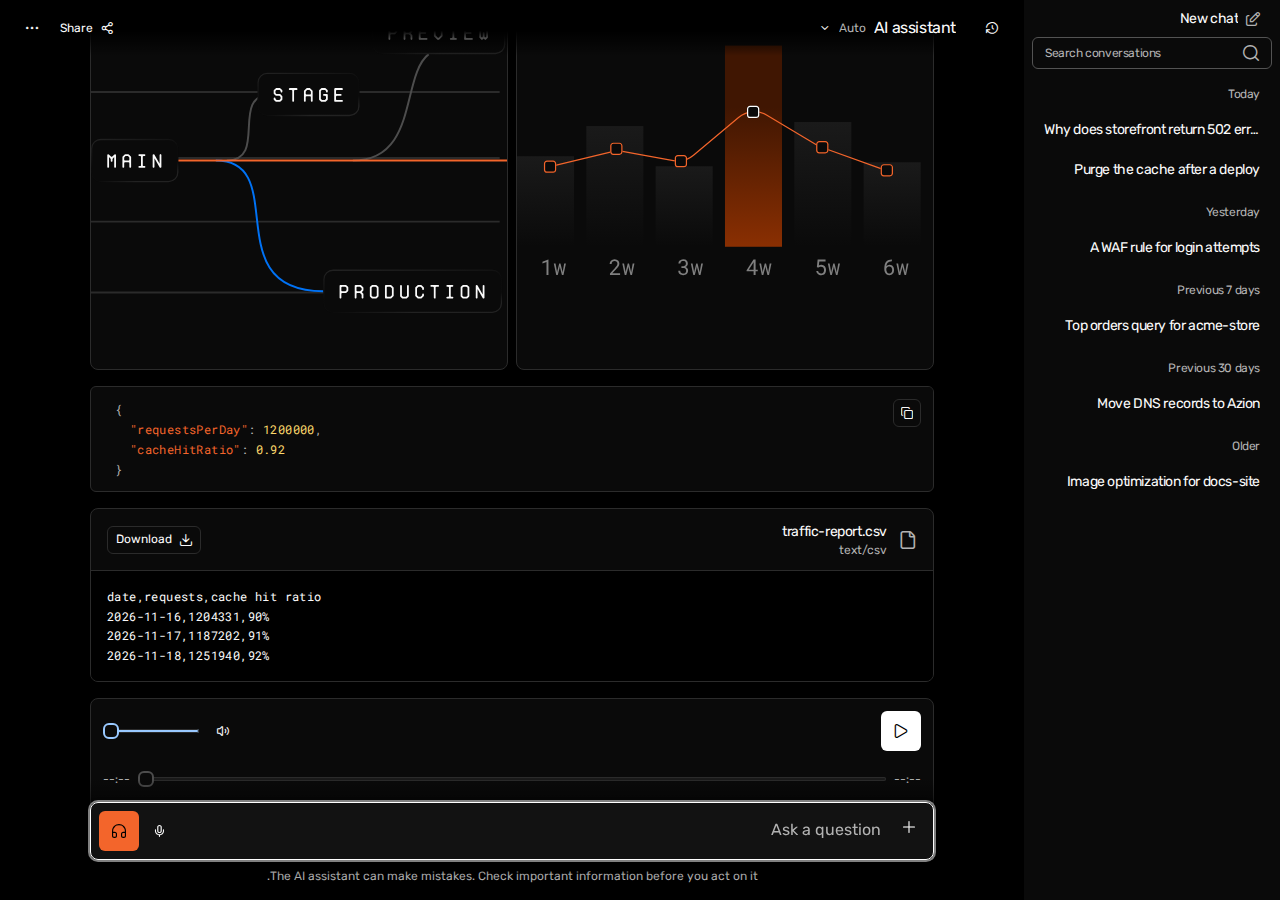 Share
Auto
AI assistant
New chat
Search conversations
Today
Why does storefront return 502 err...
Purge the cache after a deploy
Yesterday
A WAF rule for login attempts
Previous 7 days
Top orders query for acme-store
Previous 30 days
Move DNS records to Azion
Older
Image optimization for docs-site
PREVIEW
STAGE
MAIN
PRODUCTION
1W 2W 3W 4W 5W 6W
{
"requestsPerDay": 1200000,
"cacheHitRatio": 0.92
}
Download
traffic-report.csv
text/csv
date,requests,cache hit ratio
2026-11-16,1204331,90%
2026-11-17,1187202,91%
2026-11-18,1251940,92%
--:-- --:--
Ask a question
.The AI assistant can make mistakes. Check important information before you act on it